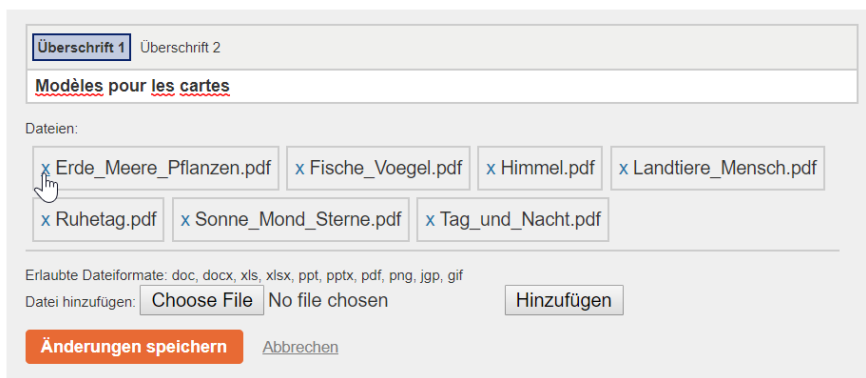 Überschrift 1 Überschrift 2
Modèles pour les cartes
Dateien:
x Erde_Meere_Pflanzen.pdf x Fische_Voegel.pdf x Himmel.pdf x Landtiere_Mensch.pdf
x Ruhetag.pdf x Sonne_Mond_Sterne.pdf x Tag_und_Nacht.pdf
Erlaubte Dateiformate: doc, docx, xls, xlsx, ppt, pptx, pdf, png, jgp, gif
Datei hinzufügen: Choose File No file chosen Hinzufügen
Änderungen speichern Abbrechen